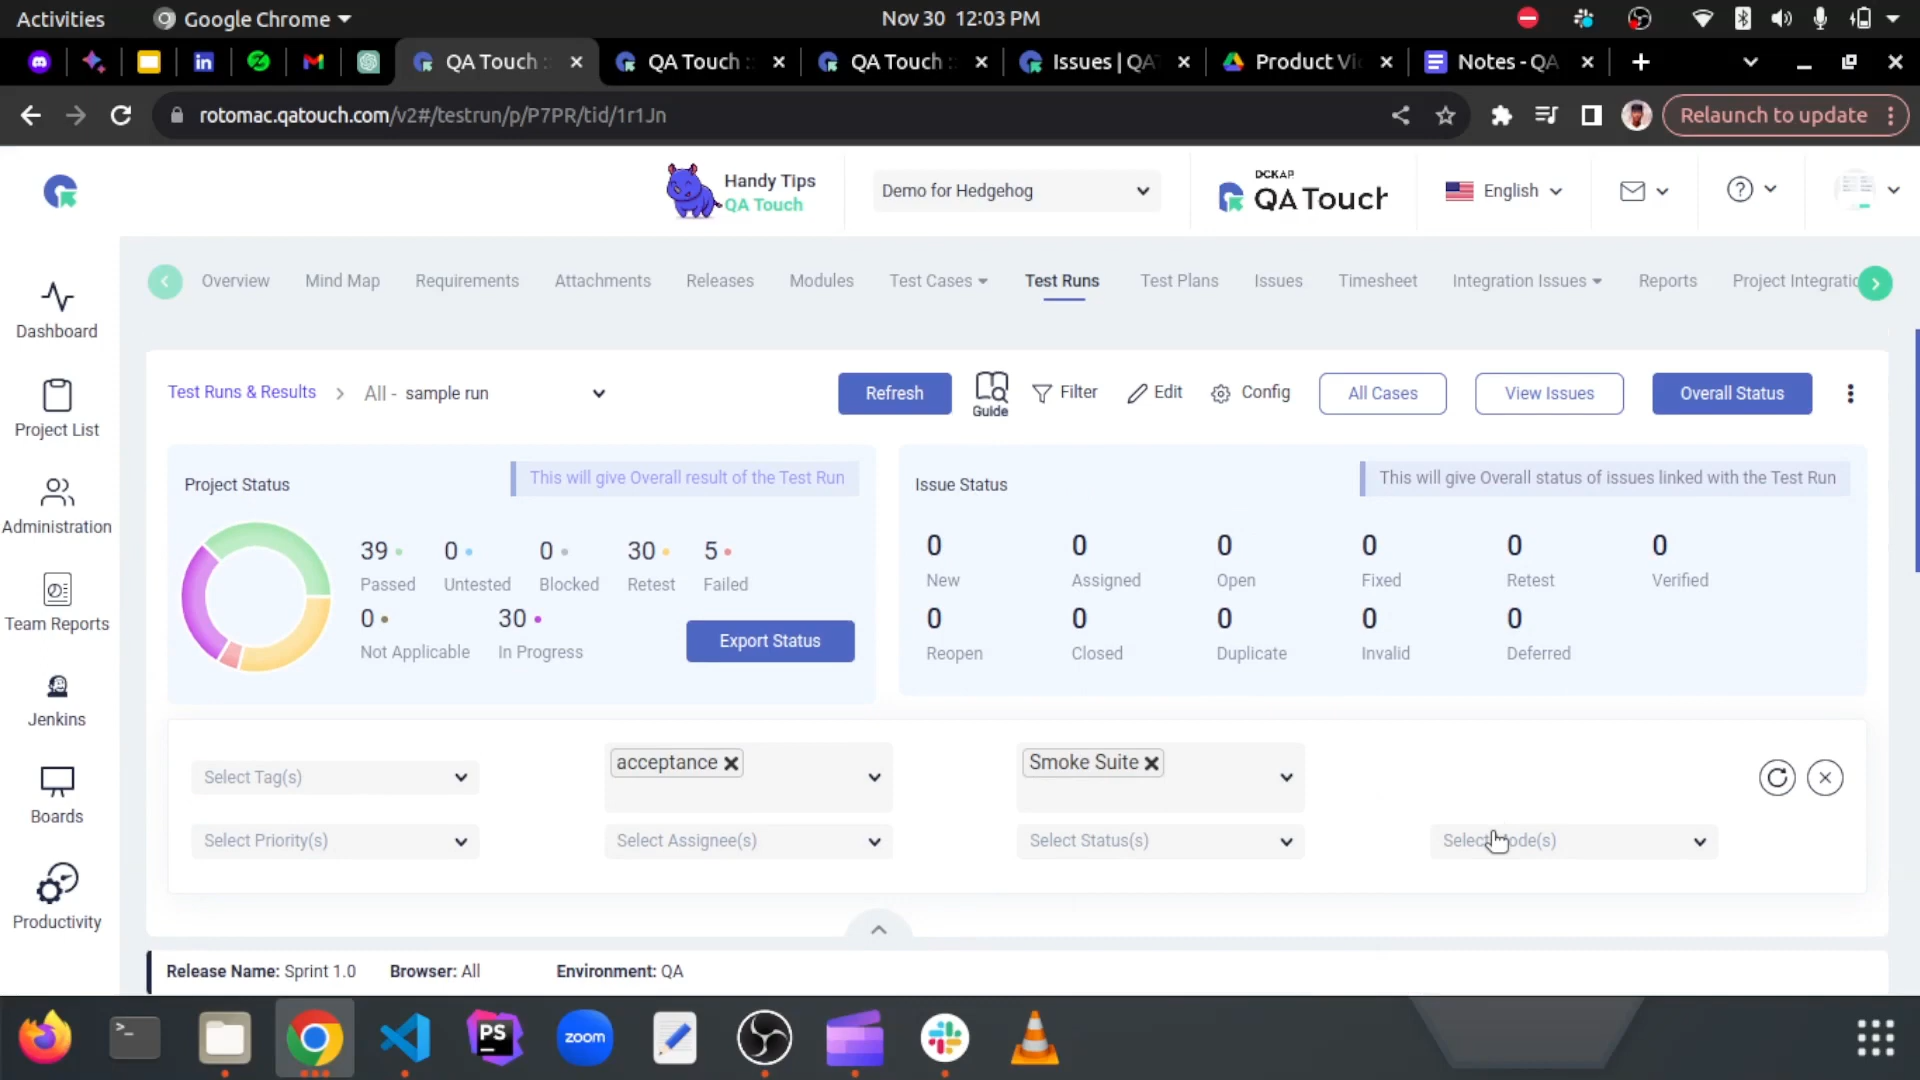 Activities Google Chrome Nov 30 12:03 PM
QA Touch : QA Touch : QA Touch : Issues | QA Product Vi Notes - QA
rotomac.qatouch.com/v2#/testrun/p/P7PR/tid/1r1Jn Relaunch to update
Handy Tips
QA Touch
Demo for Hedgehog
DCKAP
QA Touch
English
Overview Mind Map Requirements Attachments Releases Modules Test Cases Test Runs Test Plans Issues Timesheet Integration Issues Reports Project Integratio
Dashboard
Project List
Administration
Team Reports
Jenkins
Boards
Productivity
Test Runs & Results > All - sample run Refresh Guide Filter Edit Config All Cases View Issues Overall Status
Project Status This will give Overall result of the Test Run
39 0 0 30 5
Passed Untested Blocked Retest Failed
0 30
Not Applicable In Progress
Export Status
Issue Status This will give Overall status of issues linked with the Test Run
0 0 0 0 0 0
New Assigned Open Fixed Retest Verified
0 0 0 0 0
Reopen Closed Duplicate Invalid Deferred
Select Tag(s) acceptance Smoke Suite
Select Priority(s) Select Assignee(s) Select Status(s) Select ode(s)
Release Name: Sprint 1.0 Browser: All Environment: QA
PS
zoom